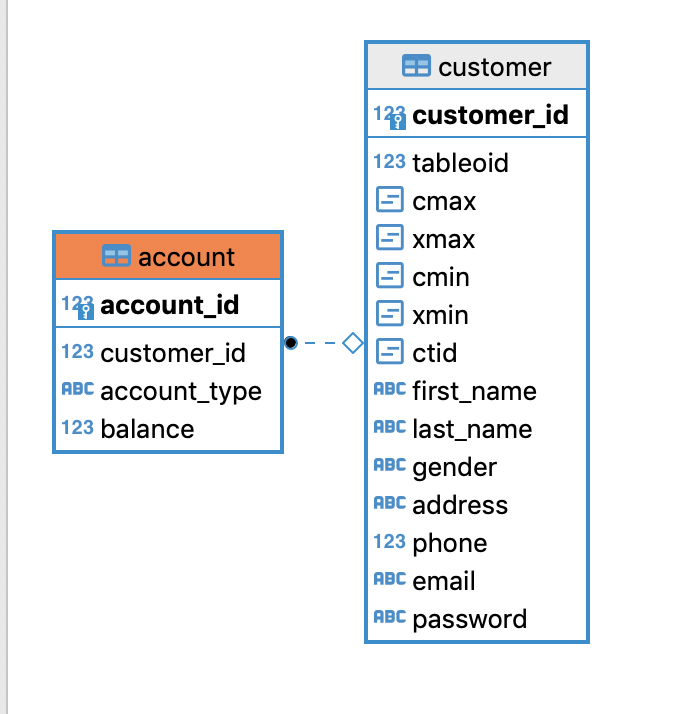 customer
123 customer_id
123 tableoid
cmax
xmax
cmin
xmin
ctid
ABC first_name
ABC last_name
ABC gender
ABC address
123 phone
ABC email
ABC password
account
123 account_id
123 customer_id
ABC account_type
123 balance